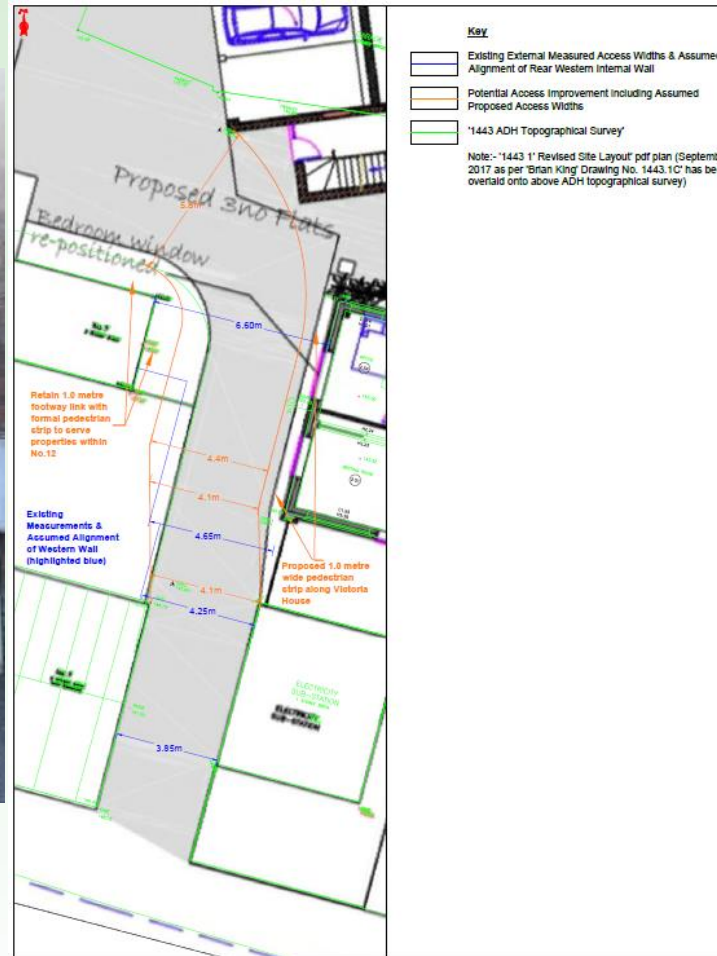 Key
Existing External Measured Access Widths & Assumed
Alignment of Rear Western Internal Wall
Potential Access Improvement Including Assumed
Proposed Access Widths
'1443 ADH Topographical Survey'
Note:- '1443 1' Revised Site Layout' pdf plan (Septemb
2017 as per 'Brian King' Drawing No. 1443.1C' has be
overlaid onto above ADH topographical survey)
Proposed 3no Flats
Bedroom window
re-positioned
6.60m
Retain 1.0 metre
footway link with
formal pedestrian
strip to serve
properties within
No.12
4.4m
4.1m
Existing
Measurements &
Assumed Alignment
of Western Wall
(highlighted blue)
4.65m
Proposed 1.0 metre
wide pedestrian
strip along Victoria
House
4.1m
4.25m
ELECTRICITY
SUB-STATION
ELECTRICITY
SUB-STATION
3.85m